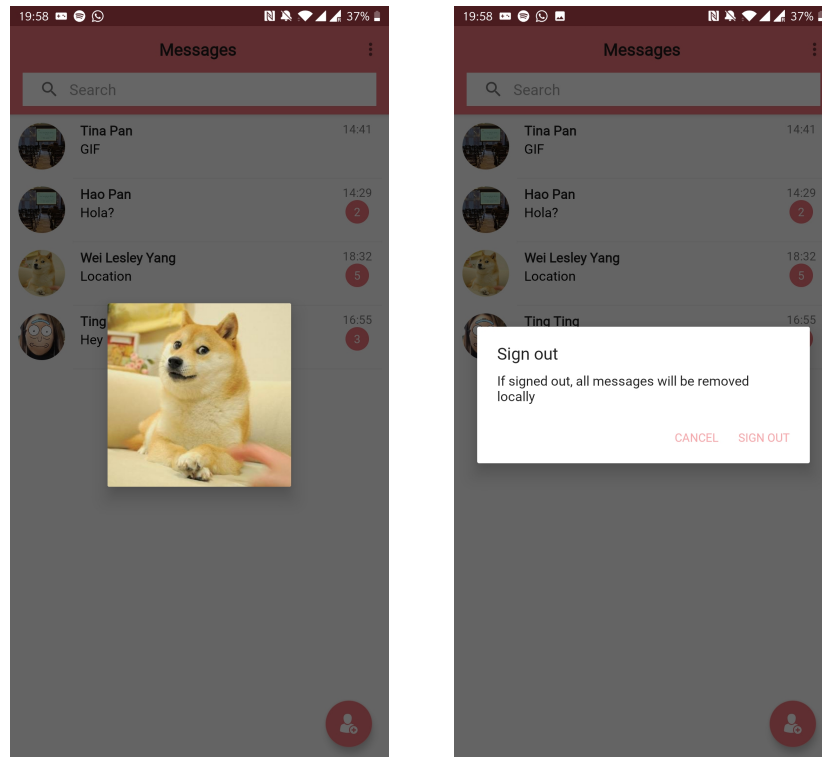 19:58
37%
Messages
Search
Tina Pan
14:41
GIF
Hao Pan
14:29
Hola?
2
Wei Lesley Yang
18:32
Location
5
Ting
16:55
Hey
3
19:58
37%
Messages
Search
Tina Pan
14:41
GIF
Hao Pan
14:29
Hola?
2
Wei Lesley Yang
18:32
Location
5
Ting Ting
16:55
Sign out
If signed out, all messages will be removed
locally
CANCEL SIGN OUT